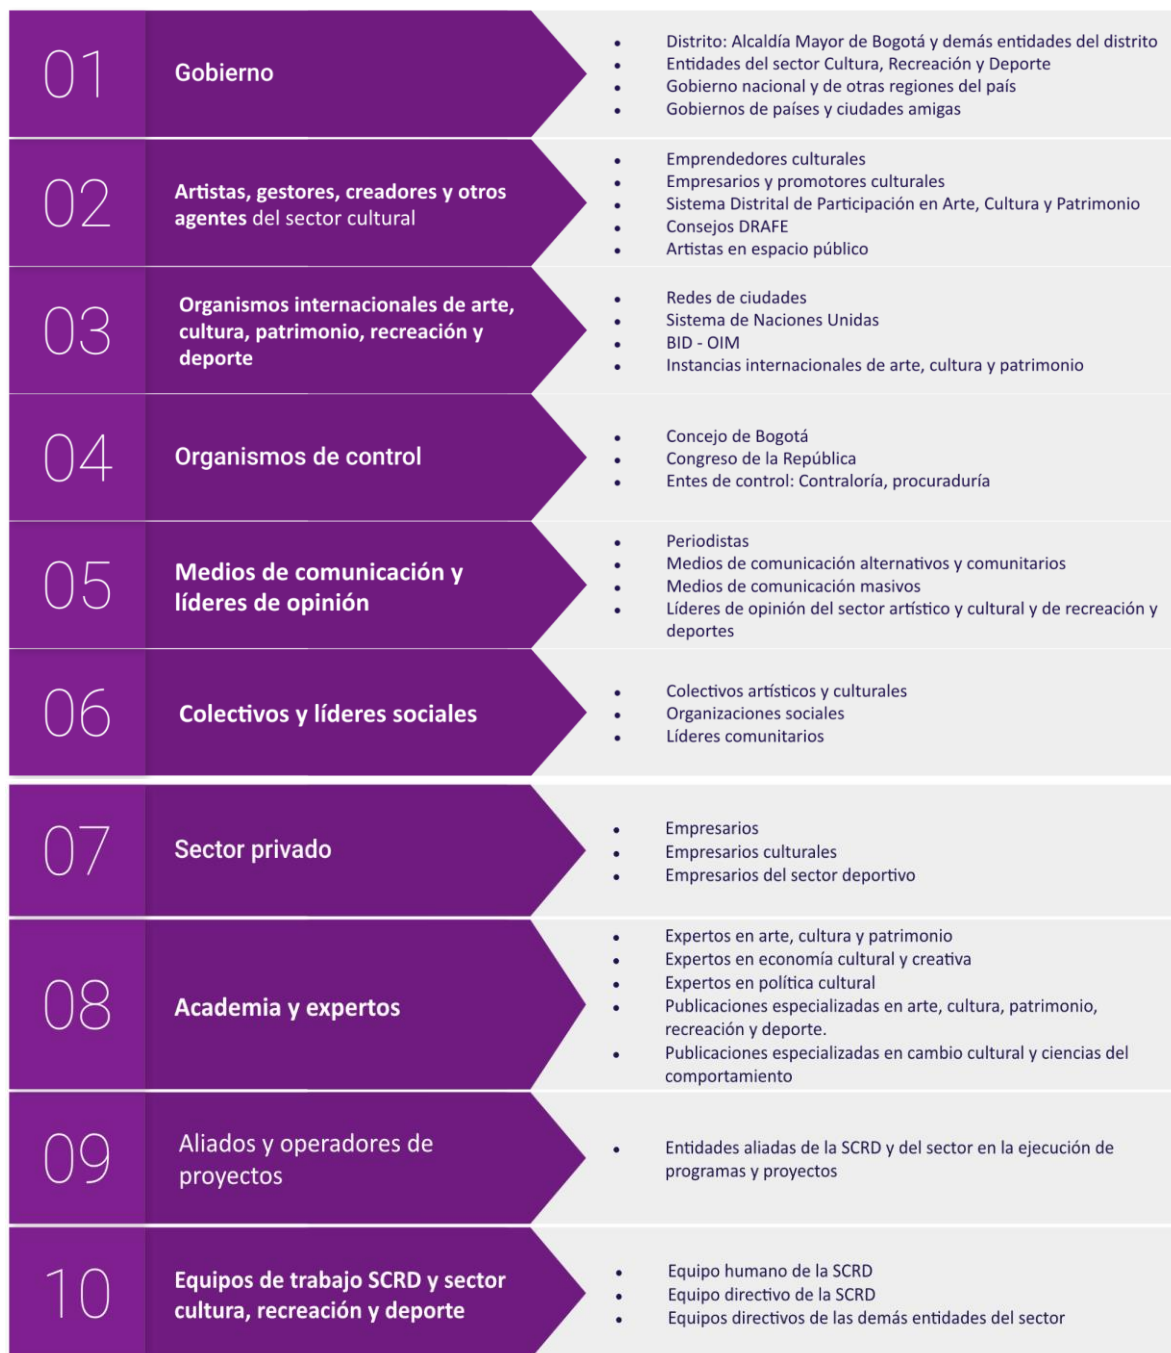 01
Gobierno
• Distrito: Alcaldía Mayor de Bogotá y demás entidades del distrito
• Entidades del sector Cultura, Recreación y Deporte
• Gobierno nacional y de otras regiones del país
• Gobiernos de países y ciudades amigas
02
Artistas, gestores, creadores y otros
agentes del sector cultural
• Emprendedores culturales
• Empresarios y promotores culturales
• Sistema Distrital de Participación en Arte, Cultura y Patrimonio
• Consejos DRAFE
• Artistas en espacio público
03
Organismos internacionales de arte,
cultura, patrimonio, recreación y
deporte
• Redes de ciudades
• Sistema de Naciones Unidas
• BID - OIM
• Instancias internacionales de arte, cultura y patrimonio
04
Organismos de control
• Concejo de Bogotá
• Congreso de la República
• Entes de control: Contraloría, procuraduría
05
Medios de comunicación y
líderes de opinión
• Periodistas
• Medios de comunicación alternativos y comunitarios
• Medios de comunicación masivos
• Líderes de opinión del sector artístico y cultural y de recreación y
deportes
06
Colectivos y líderes sociales
• Colectivos artísticos y culturales
• Organizaciones sociales
• Líderes comunitarios
07
Sector privado
• Empresarios
• Empresarios culturales
• Empresarios del sector deportivo
08
Academia y expertos
• Expertos en arte, cultura y patrimonio
• Expertos en economía cultural y creativa
• Expertos en política cultural
• Publicaciones especializadas en arte, cultura, patrimonio,
recreación y deporte.
• Publicaciones especializadas en cambio cultural y ciencias del
comportamiento
09
Aliados y operadores de
proyectos
• Entidades aliadas de la SCRD y del sector en la ejecución de
programas y proyectos
10
Equipos de trabajo SCRD y sector
cultura, recreación y deporte
• Equipo humano de la SCRD
• Equipo directivo de la SCRD
• Equipos directivos de las demás entidades del sector